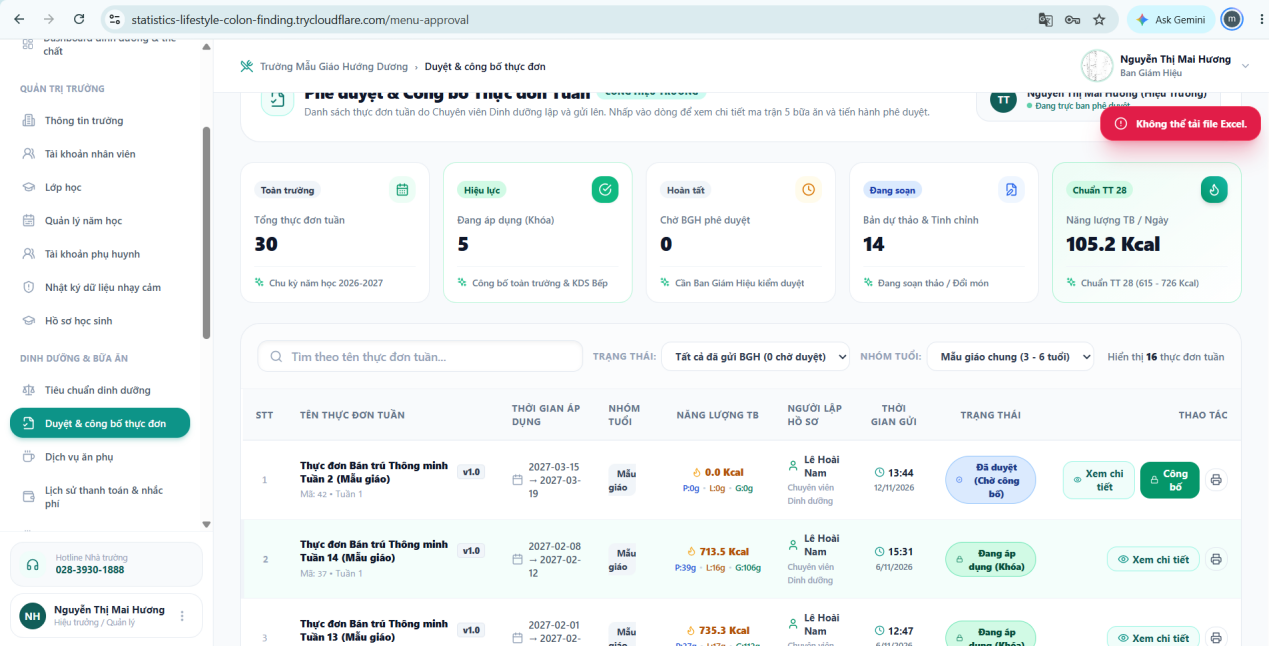 statistics-lifestyle-colon-finding.trycloudflare.com/menu-approval
Ask Gemini
m
chất
QUẢN TRỊ TRƯỜNG
Thông tin trường
Tài khoản nhân viên
Lớp học
Quản lý năm học
Tài khoản phụ huynh
Nhật ký dữ liệu nhạy cảm
Hồ sơ học sinh
DINH DƯỠNG & BỮA ĂN
Tiêu chuẩn dinh dưỡng
Duyệt & công bố thực đơn
Dịch vụ ăn phụ
Lịch sử thanh toán & nhắc
phí
Hotline Nhà trường
028-3930-1888
NH
Nguyễn Thị Mai Hương
Hiệu trưởng / Quản lý
Trường Mẫu Giáo Hướng Dương › Duyệt & công bố thực đơn
Nguyễn Thị Mai Hương
Ban Giám Hiệu
Phê duyệt & Công bố Thực đơn Tuần
Danh sách thực đơn tuần do Chuyên viên Dinh dưỡng lập và gửi lên. Nhấp vào dòng để xem chi tiết ma trận 5 bữa ăn và tiến hành phê duyệt.
TT
Nguyễn Thị Mai Hương (Hiệu Trưởng)
Đang trực ban phê duyệt
Không thể tải file Excel.
Toàn trường
Tổng thực đơn tuần
30
Chu kỳ năm học 2026-2027
Hiệu lực
Đang áp dụng (Khóa)
5
Công bố toàn trường & KDS Bếp
Hoàn tất
Chờ BGH phê duyệt
0
Cần Ban Giám Hiệu kiểm duyệt
Đang soạn
Bản dự thảo & Tinh chỉnh
14
Đang soạn thảo / Đổi món
Chuẩn TT 28
Năng lượng TB / Ngày
105.2 Kcal
Chuẩn TT 28 (615 - 726 Kcal)
Tìm theo tên thực đơn tuần...
TRẠNG THÁI:
Tất cả đã gửi BGH (0 chờ duyệt)
NHÓM TUỔI:
Mẫu giáo chung (3 - 6 tuổi)
Hiển thị 16 thực đơn tuần
STT
TÊN THỰC ĐƠN TUẦN
THỜI GIAN ÁP
DỤNG
NHÓM
TUỔI
NĂNG LƯỢNG TB
NGƯỜI LẬP
HỒ SƠ
THỜI
GIAN GỬI
TRẠNG THÁI
THAO TÁC
1
Thực đơn Bán trú Thông minh
Tuần 2 (Mẫu giáo)
Mã: 42 • Tuần 1
v1.0
2027-03-15
→ 2027-03-
19
Mẫu
giáo
0.0 Kcal
P:0g · L:0g · G:0g
Lê Hoài
Nam
Chuyên viên
Dinh dưỡng
13:44
12/11/2026
Đã duyệt
(Chờ công
bố)
Xem chi
tiết
Công
bố
2
Thực đơn Bán trú Thông minh
Tuần 14 (Mẫu giáo)
Mã: 37 • Tuần 1
v1.0
2027-02-08
→ 2027-02-
12
Mẫu
giáo
713.5 Kcal
P:39g · L:16g · G:106g
Lê Hoài
Nam
Chuyên viên
Dinh dưỡng
15:31
6/11/2026
Đang áp
dụng (Khóa)
Xem chi tiết
3
Thực đơn Bán trú Thông minh
Tuần 13 (Mẫu giáo)
v1.0
2027-02-01
→ 2027-02-
Mẫu
giáo
735.3 Kcal
Lê Hoài
Nam
Chuyên viên
12:47
6/11/2026
Đang áp
dụng (Khóa)
Xem chi tiết